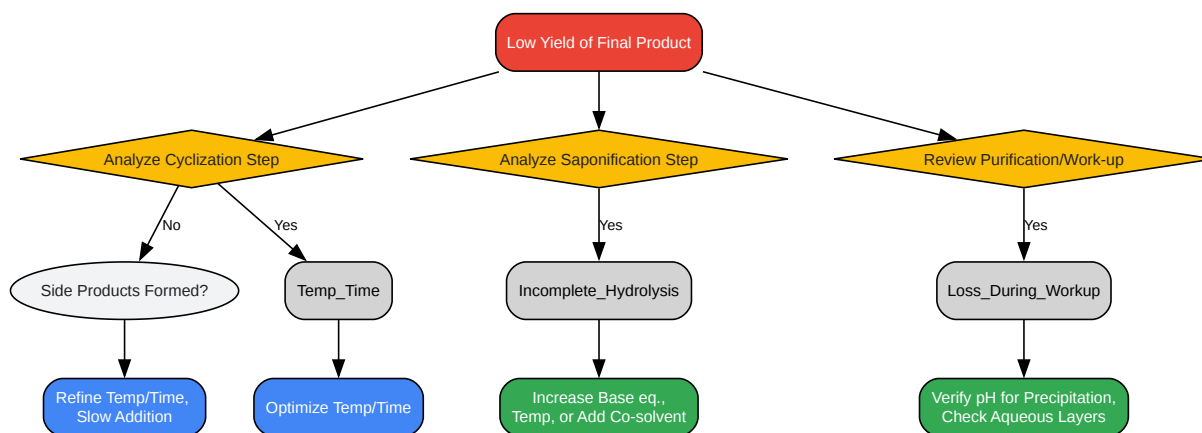 Low Yield of Final Product
Analyze Cyclization Step
Analyze Saponification Step
Review Purification/Work-up
No
Yes
Yes
Yes
Side Products Formed?
Temp_Time
Incomplete_Hydrolysis
Loss_During_Workup
Refine Temp/Time,
Slow Addition
Optimize Temp/Time
Increase Base eq.,
Temp, or Add Co-solvent
Verify pH for Precipitation,
Check Aqueous Layers